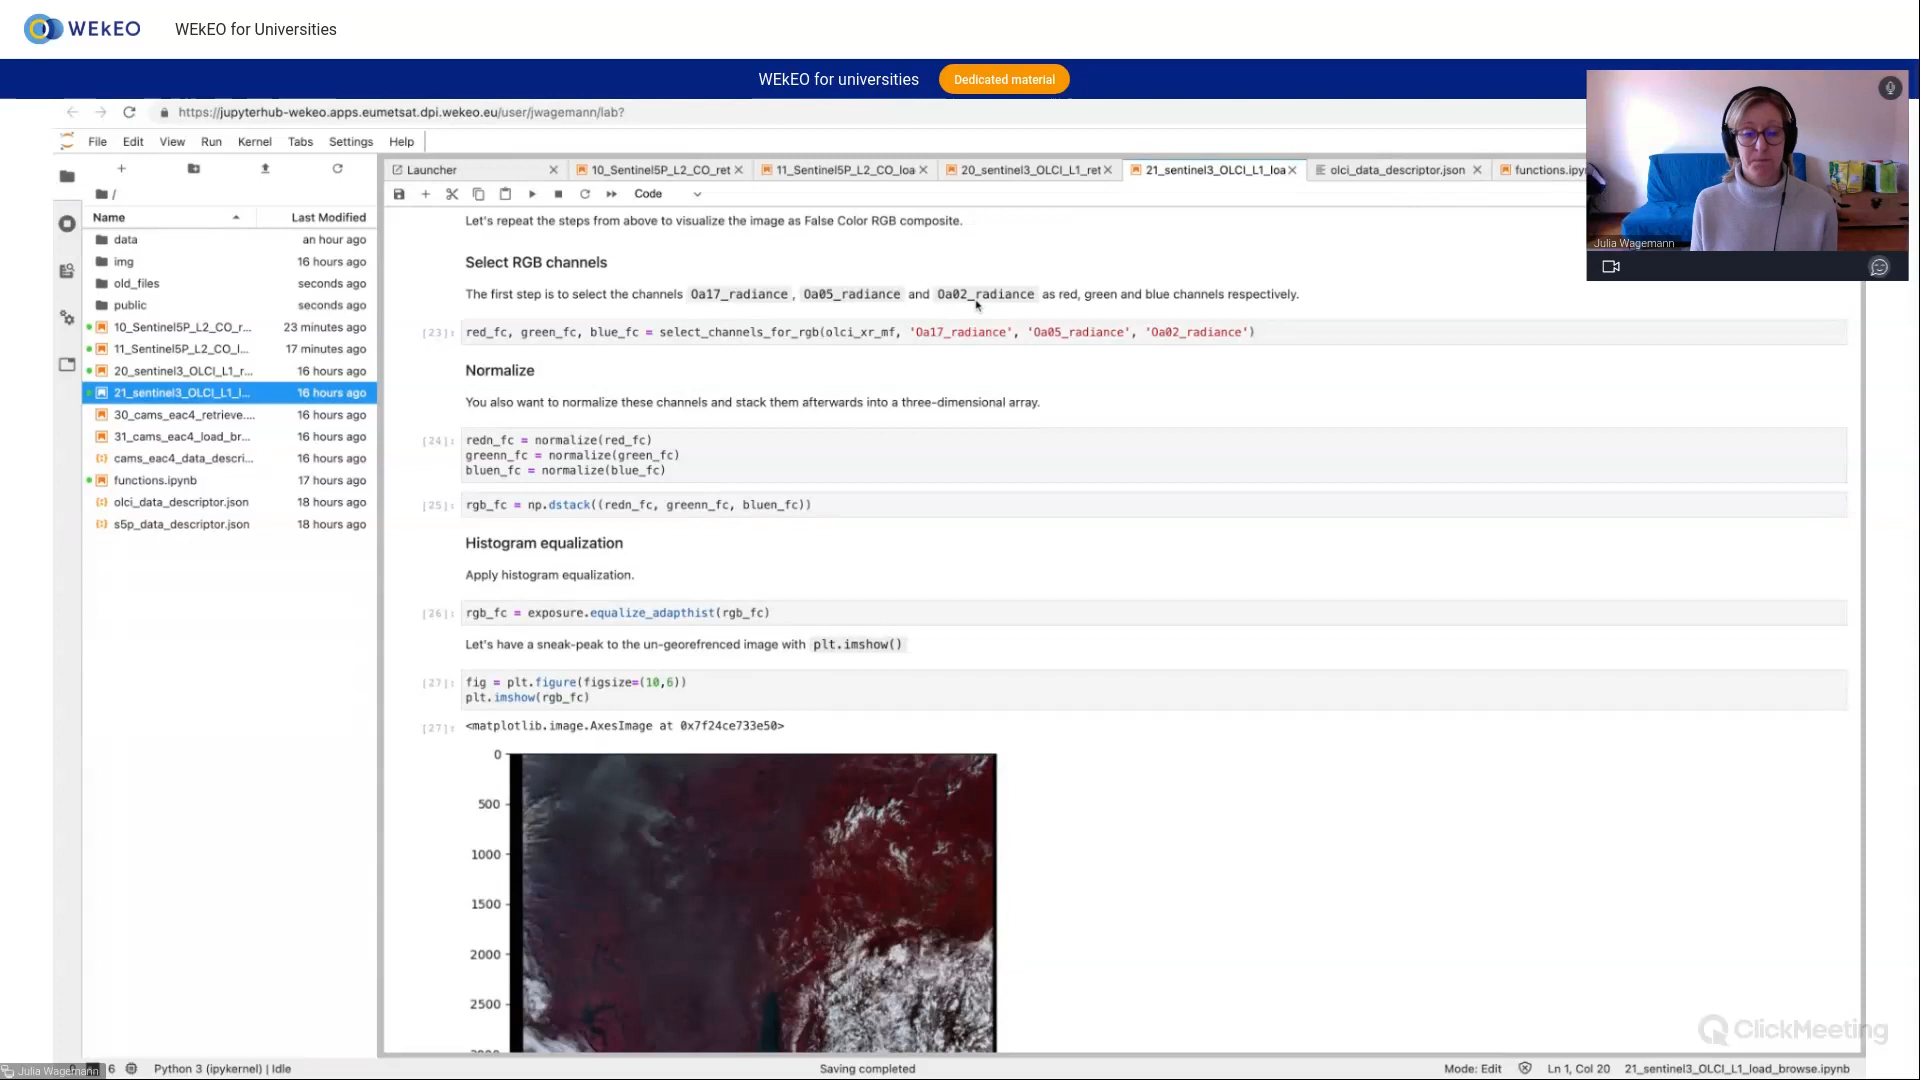 WEkEO WEkEO for Universities
WEkEO for universities Dedicated material
https://jupyterhub-wekeo.apps.eumetsat.dpi.wekeo.eu/user/jwagemann/lab?
File Edit View Run Kernel Tabs Settings Help
Launcher 10_Sentinel5P_L2_CO_ret 11_Sentinel5P_L2_CO_loa 20_sentinel3_OLCI_L1_ret 21_sentinel3_OLCI_L1_loa olci_data_descriptor.json functions.ipy
Code
/
Name Last Modified
data an hour ago
img 16 hours ago
old_files seconds ago
public seconds ago
10_Sentinel5P_L2_CO_r... 23 minutes ago
11_Sentinel5P_L2_CO_l... 17 minutes ago
20_sentinel3_OLCI_L1_r... 16 hours ago
21_sentinel3_OLCI_L1_l... 16 hours ago
30_cams_eac4_retrieve.... 16 hours ago
31_cams_eac4_load_br... 16 hours ago
cams_eac4_data_descri... 16 hours ago
functions.ipynb 17 hours ago
olci_data_descriptor.json 18 hours ago
s5p_data_descriptor.json 18 hours ago
Let's repeat the steps from above to visualize the image as False Color RGB composite.
Select RGB channels
The first step is to select the channels Oa17_radiance , Oa05_radiance and Oa02_radiance as red, green and blue channels respectively.
[23]: red_fc, green_fc, blue_fc = select_channels_for_rgb(olci_xr_mf, 'Oa17_radiance', 'Oa05_radiance', 'Oa02_radiance')
Normalize
You also want to normalize these channels and stack them afterwards into a three-dimensional array.
[24]: redn_fc = normalize(red_fc)
greenn_fc = normalize(green_fc)
bluen_fc = normalize(blue_fc)
[25]: rgb_fc = np.dstack((redn_fc, greenn_fc, bluen_fc))
Histogram equalization
Apply histogram equalization.
[26]: rgb_fc = exposure.equalize_adapthist(rgb_fc)
Let's have a sneak-peak to the un-georefrenced image with plt.imshow()
[27]: fig = plt.figure(figsize=(10,6))
plt.imshow(rgb_fc)
[27]: <matplotlib.image.AxesImage at 0x7f24ce733e50>
0
500
1000
1500
2000
2500
Julia Wagemann
ClickMeeting
Julia Wagemann 6 Python 3 (ipykernel) | Idle Saving completed Mode: Edit Ln 1, Col 20 21_sentinel3_OLCI_L1_load_browse.ipynb